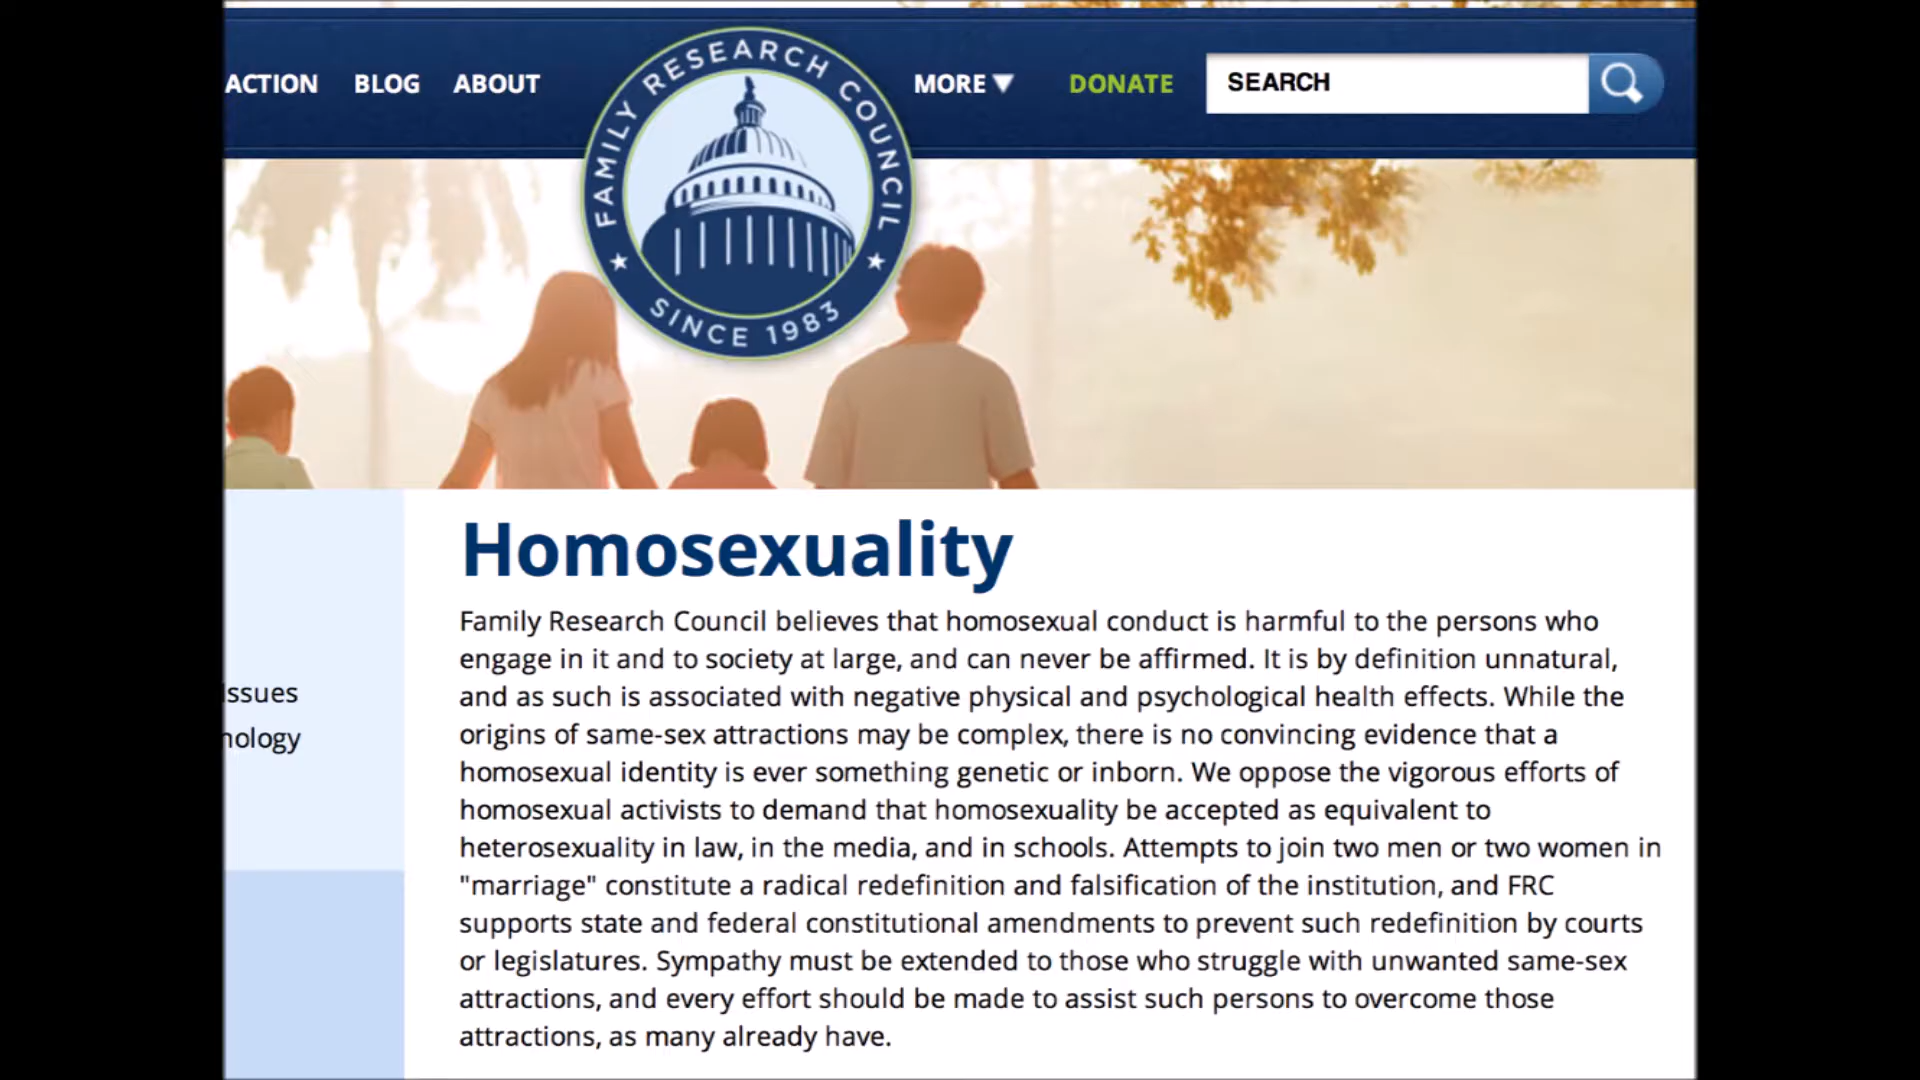 ACTION BLOG ABOUT MORE DONATE SEARCH
FAMILY RESEARCH COUNCIL
SINCE 1983
Homosexuality
Family Research Council believes that homosexual conduct is harmful to the persons who
engage in it and to society at large, and can never be affirmed. It is by definition unnatural,
and as such is associated with negative physical and psychological health effects. While the
origins of same-sex attractions may be complex, there is no convincing evidence that a
homosexual identity is ever something genetic or inborn. We oppose the vigorous efforts of
homosexual activists to demand that homosexuality be accepted as equivalent to
heterosexuality in law, in the media, and in schools. Attempts to join two men or two women in
"marriage" constitute a radical redefinition and falsification of the institution, and FRC
supports state and federal constitutional amendments to prevent such redefinition by courts
or legislatures. Sympathy must be extended to those who struggle with unwanted same-sex
attractions, and every effort should be made to assist such persons to overcome those
attractions, as many already have.
Issues
nology